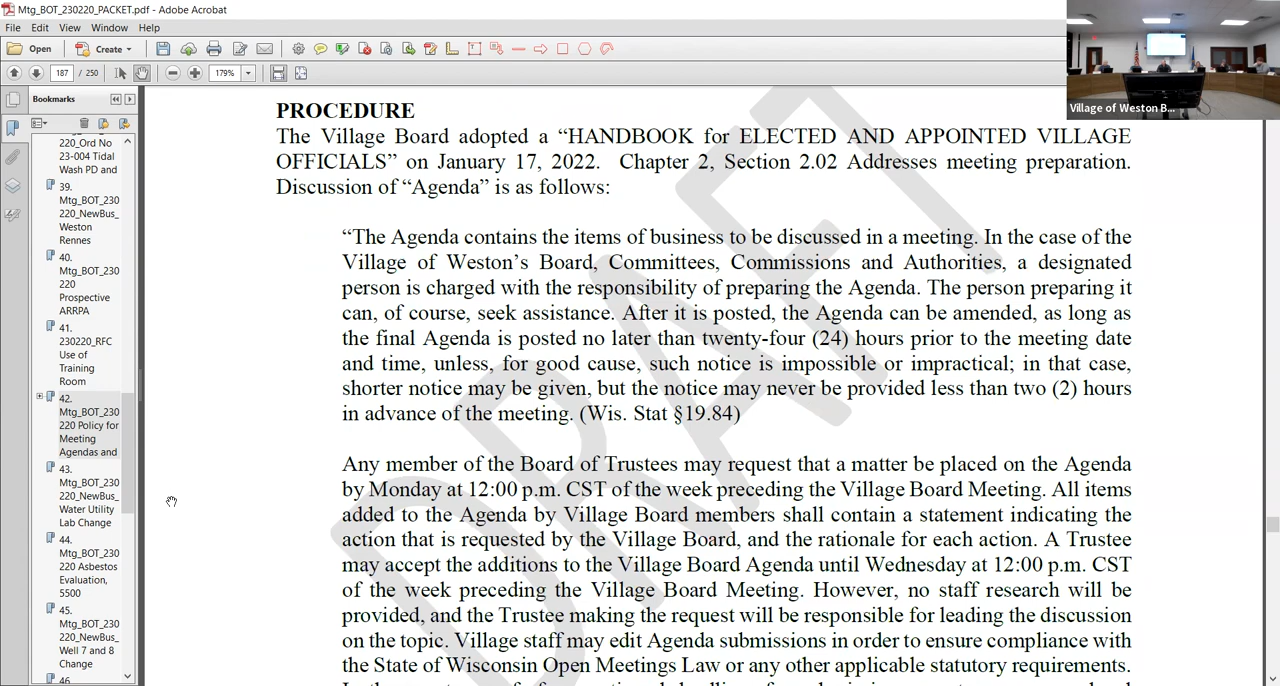 Mtg_BOT_230220_PACKET.pdf - Adobe Acrobat
File Edit View Window Help
Open Create
187 / 250 179%
Bookmarks
220_Ord No
23-004 Tidal
Wash PD and
39.
Mtg_BOT_230
220_NewBus_
Weston
Rennes
40.
Mtg_BOT_230
220
Prospective
ARRPA
41.
230220_RFC
Use of
Training
Room
42.
Mtg_BOT_230
220 Policy for
Meeting
Agendas and
43.
Mtg_BOT_230
220_NewBus_
Water Utility
Lab Change
44.
Mtg_BOT_230
220 Asbestos
Evaluation,
5500
45.
Mtg_BOT_230
220_NewBus_
Well 7 and 8
Change
46.
PROCEDURE
The Village Board adopted a “HANDBOOK for ELECTED AND APPOINTED VILLAGE
OFFICIALS” on January 17, 2022. Chapter 2, Section 2.02 Addresses meeting preparation.
Discussion of “Agenda” is as follows:
“The Agenda contains the items of business to be discussed in a meeting. In the case of the
Village of Weston’s Board, Committees, Commissions and Authorities, a designated
person is charged with the responsibility of preparing the Agenda. The person preparing it
can, of course, seek assistance. After it is posted, the Agenda can be amended, as long as
the final Agenda is posted no later than twenty-four (24) hours prior to the meeting date
and time, unless, for good cause, such notice is impossible or impractical; in that case,
shorter notice may be given, but the notice may never be provided less than two (2) hours
in advance of the meeting. (Wis. Stat §19.84)
Any member of the Board of Trustees may request that a matter be placed on the Agenda
by Monday at 12:00 p.m. CST of the week preceding the Village Board Meeting. All items
added to the Agenda by Village Board members shall contain a statement indicating the
action that is requested by the Village Board, and the rationale for each action. A Trustee
may accept the additions to the Village Board Agenda until Wednesday at 12:00 p.m. CST
of the week preceding the Village Board Meeting. However, no staff research will be
provided, and the Trustee making the request will be responsible for leading the discussion
on the topic. Village staff may edit Agenda submissions in order to ensure compliance with
the State of Wisconsin Open Meetings Law or any other applicable statutory requirements.
DRAFT
Village of Weston B...